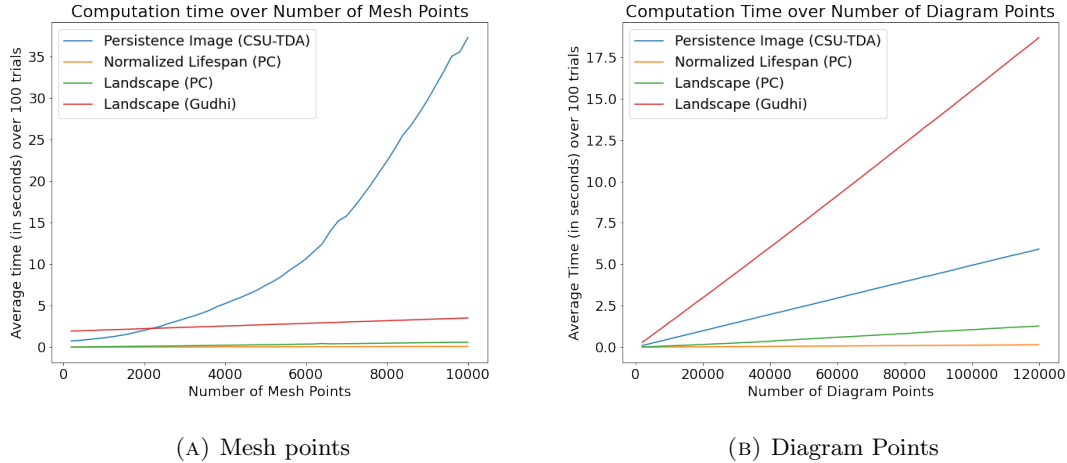 Computation time over Number of Mesh Points
Average time (in seconds) over 100 trials
35
30
25
20
15
10
5
0
Persistence Image (CSU-TDA)
Normalized Lifespan (PC)
Landscape (PC)
Landscape (Gudhi)
0 2000 4000 6000 8000 10000
Number of Mesh Points
(A) Mesh points
Computation Time over Number of Diagram Points
Average Time (in seconds) over 100 trials
17.5
15.0
12.5
10.0
7.5
5.0
2.5
0.0
Persistence Image (CSU-TDA)
Normalized Lifespan (PC)
Landscape (PC)
Landscape (Gudhi)
0 20000 40000 60000 80000 100000 120000
Number of Diagram Points
(B) Diagram Points